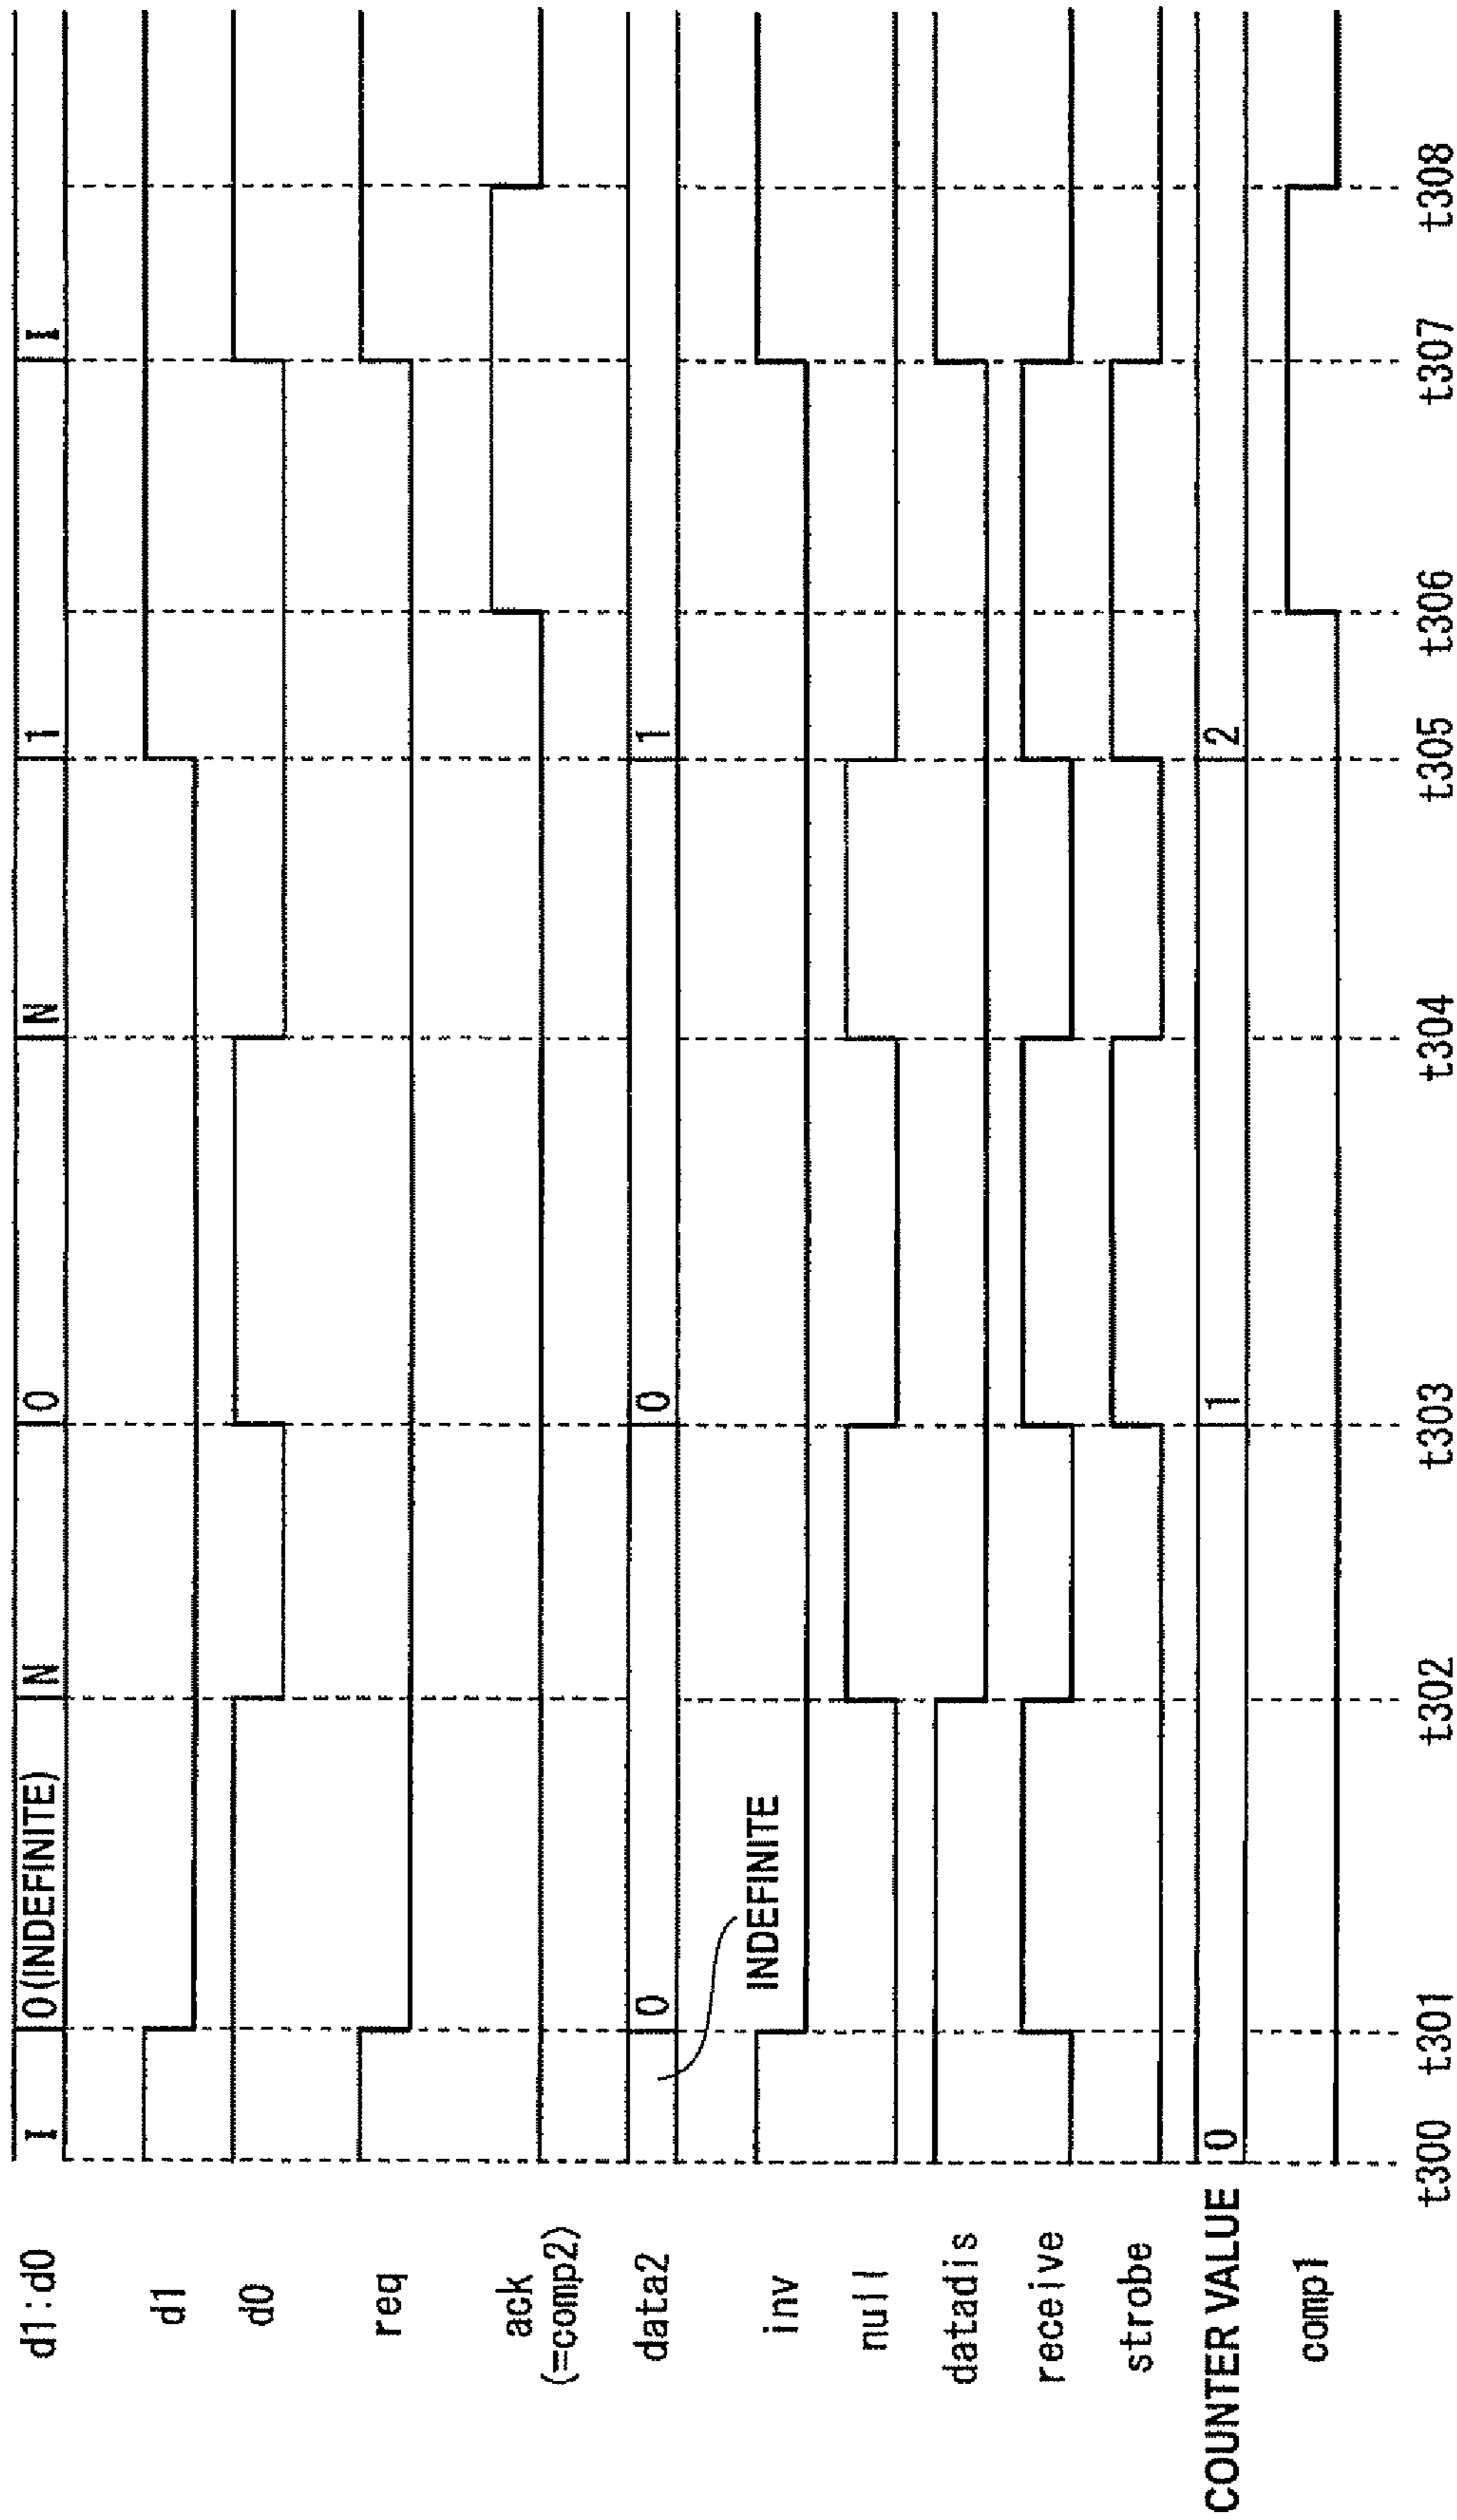 d1:d0 I 0(INDEFINITE) N 0 N 1 I
d1
d0
req
ack
(=comp2)
data2 0 0 1
INDEFINITE
inv
null
datadis
receive
strobe
COUNTER VALUE 0 1 2
comp1
t300 t301 t302 t303 t304 t305 t306 t307 t308